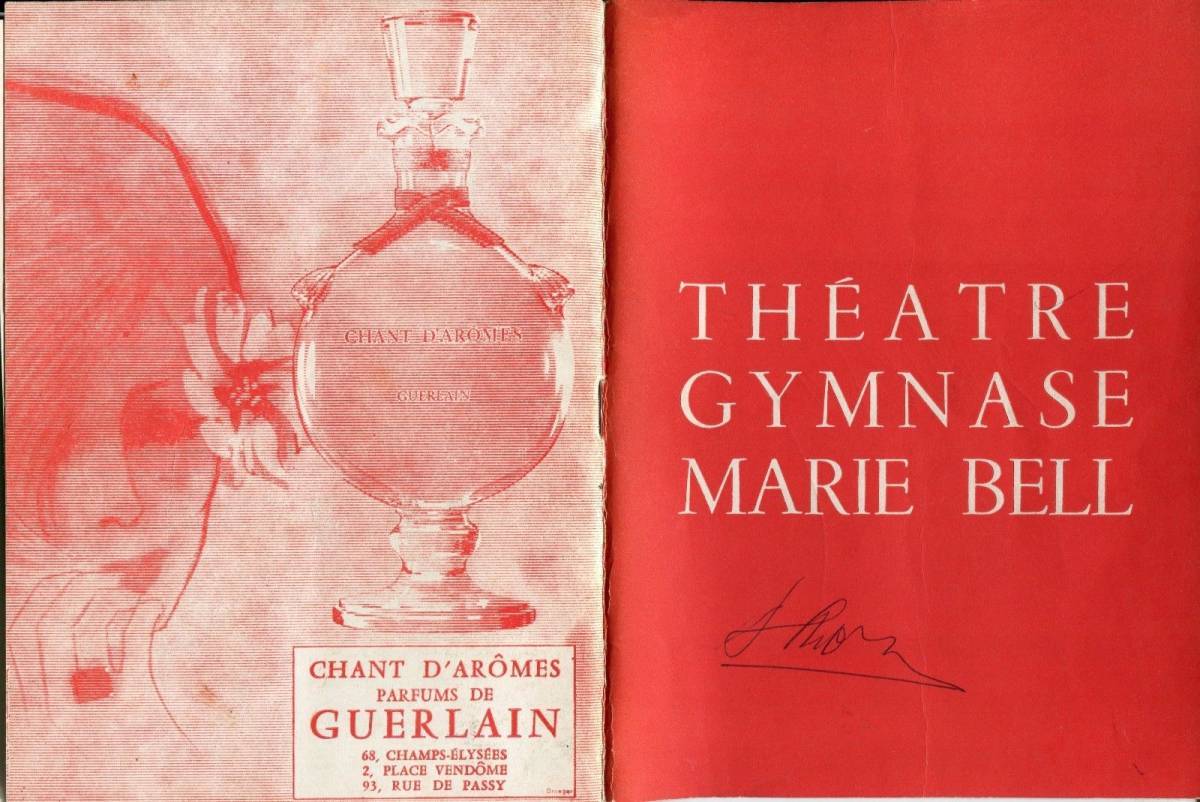 CHANT D'ARÔMES
GUERLAIN
CHANT D'ARÔMES
PARFUMS DE
GUERLAIN
68, CHAMPS-ÉLYSÉES
2, PLACE VENDÔME
93, RUE DE PASSY
Draeger
THÉATRE
GYMNASE
MARIE BELL